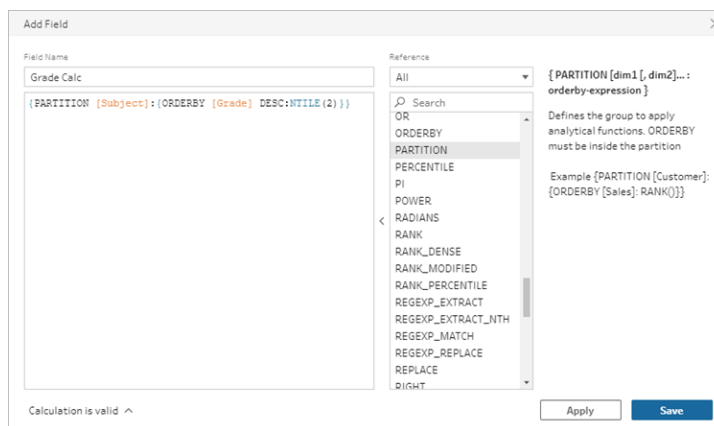 Add Field
Field Name
Grade Calc
{PARTITION [Subject]:{ORDERBY [Grade] DESC:NTILE(2)}}
Reference
All
Search
OR
ORDERBY
PARTITION
PERCENTILE
PI
POWER
RADIANS
RANK
RANK_DENSE
RANK_MODIFIED
RANK_PERCENTILE
REGEXP_EXTRACT
REGEXP_EXTRACT_NTH
REGEXP_MATCH
REGEXP_REPLACE
REPLACE
RIGHT
{ PARTITION [dim1 [, dim2]... :
orderby-expression }
Defines the group to apply
analytical functions. ORDERBY
must be inside the partition
Example {PARTITION [Customer]:
{ORDERBY [Sales]: RANK()}}
Calculation is valid
Apply
Save